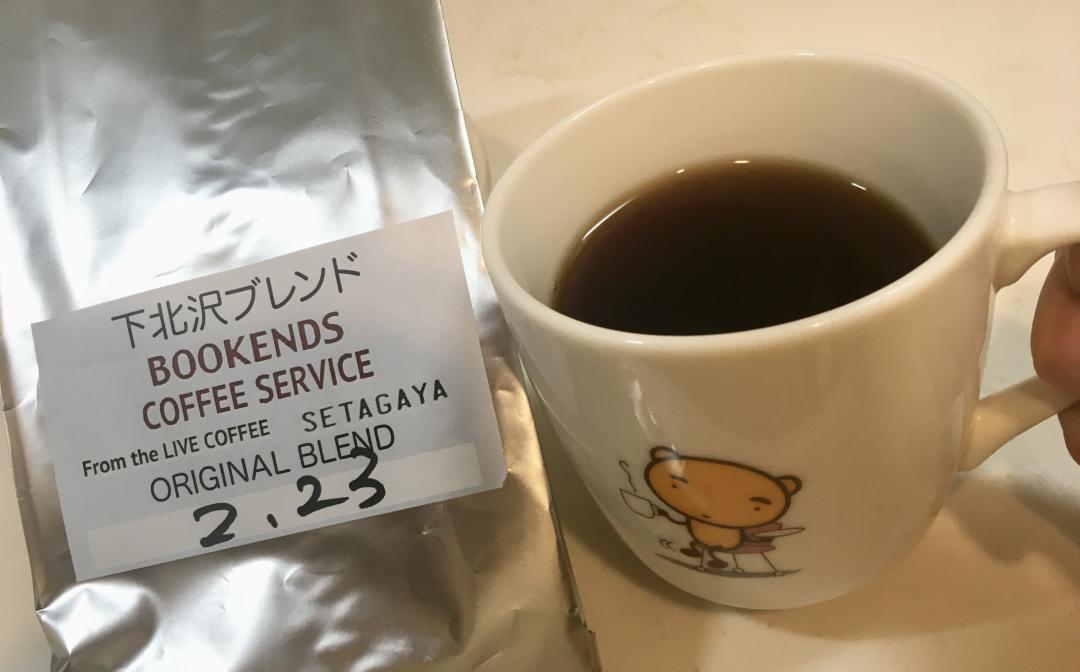 下北沢ブレンド
BOOKENDS
COFFEE SERVICE
From the LIVE COFFEE SETAGAYA
ORIGINAL BLEND
2.23